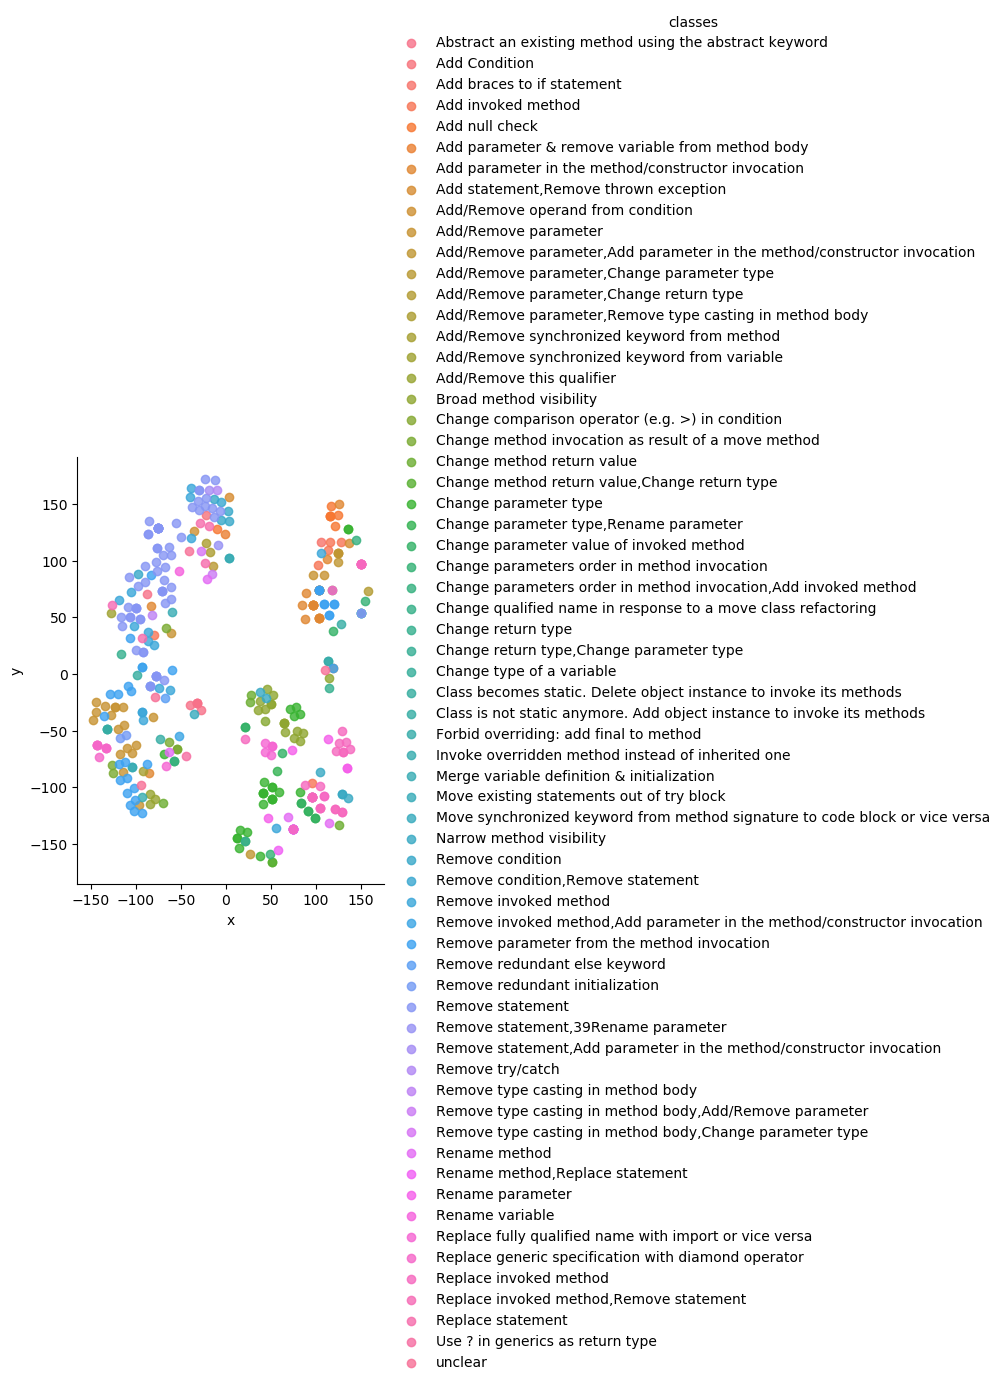 classes
Abstract an existing method using the abstract keyword
Add Condition
Add braces to if statement
Add invoked method
Add null check
Add parameter & remove variable from method body
Add parameter in the method/constructor invocation
Add statement,Remove thrown exception
Add/Remove operand from condition
Add/Remove parameter
Add/Remove parameter,Add parameter in the method/constructor invocation
Add/Remove parameter,Change parameter type
Add/Remove parameter,Change return type
Add/Remove parameter,Remove type casting in method body
Add/Remove synchronized keyword from method
Add/Remove synchronized keyword from variable
Add/Remove this qualifier
Broad method visibility
Change comparison operator (e.g. >) in condition
Change method invocation as result of a move method
Change method return value
Change method return value,Change return type
Change parameter type
Change parameter type,Rename parameter
Change parameter value of invoked method
Change parameters order in method invocation
Change parameters order in method invocation,Add invoked method
Change qualified name in response to a move class refactoring
Change return type
Change return type,Change parameter type
Change type of a variable
Class becomes static. Delete object instance to invoke its methods
Class is not static anymore. Add object instance to invoke its methods
Forbid overriding: add final to method
Invoke overridden method instead of inherited one
Merge variable definition & initialization
Move existing statements out of try block
Move synchronized keyword from method signature to code block or vice versa
Narrow method visibility
Remove condition
Remove condition,Remove statement
Remove invoked method
Remove invoked method,Add parameter in the method/constructor invocation
Remove parameter from the method invocation
Remove redundant else keyword
Remove redundant initialization
Remove statement
Remove statement,39Rename parameter
Remove statement,Add parameter in the method/constructor invocation
Remove try/catch
Remove type casting in method body
Remove type casting in method body,Add/Remove parameter
Remove type casting in method body,Change parameter type
Rename method
Rename method,Replace statement
Rename parameter
Rename variable
Replace fully qualified name with import or vice versa
Replace generic specification with diamond operator
Replace invoked method
Replace invoked method,Remove statement
Replace statement
Use ? in generics as return type
unclear
150
100
50
0
−50
−100
−150
y
−150 −100 −50 0 50 100 150
x